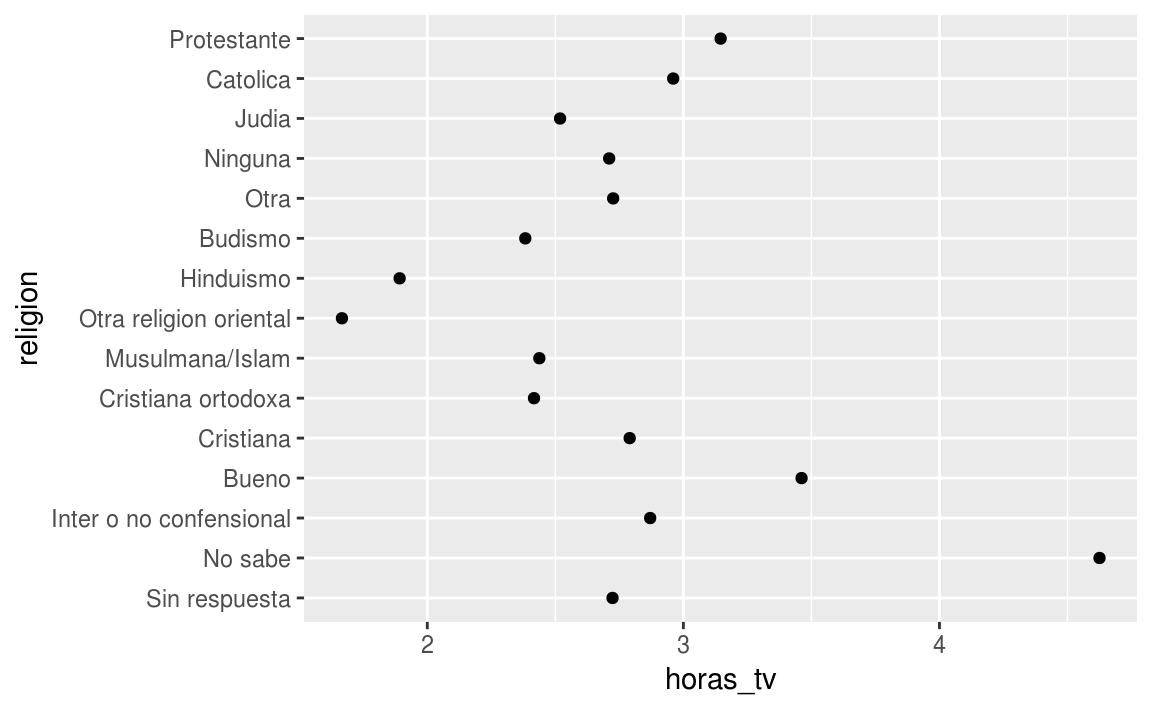 Protestante
Catolica
Judia
Ninguna
Otra
Budismo
Hinduismo
Otra religion oriental
Musulmana/Islam
Cristiana ortodoxa
Cristiana
Bueno
Inter o no confensional
No sabe
Sin respuesta
religion
2 3 4
horas_tv